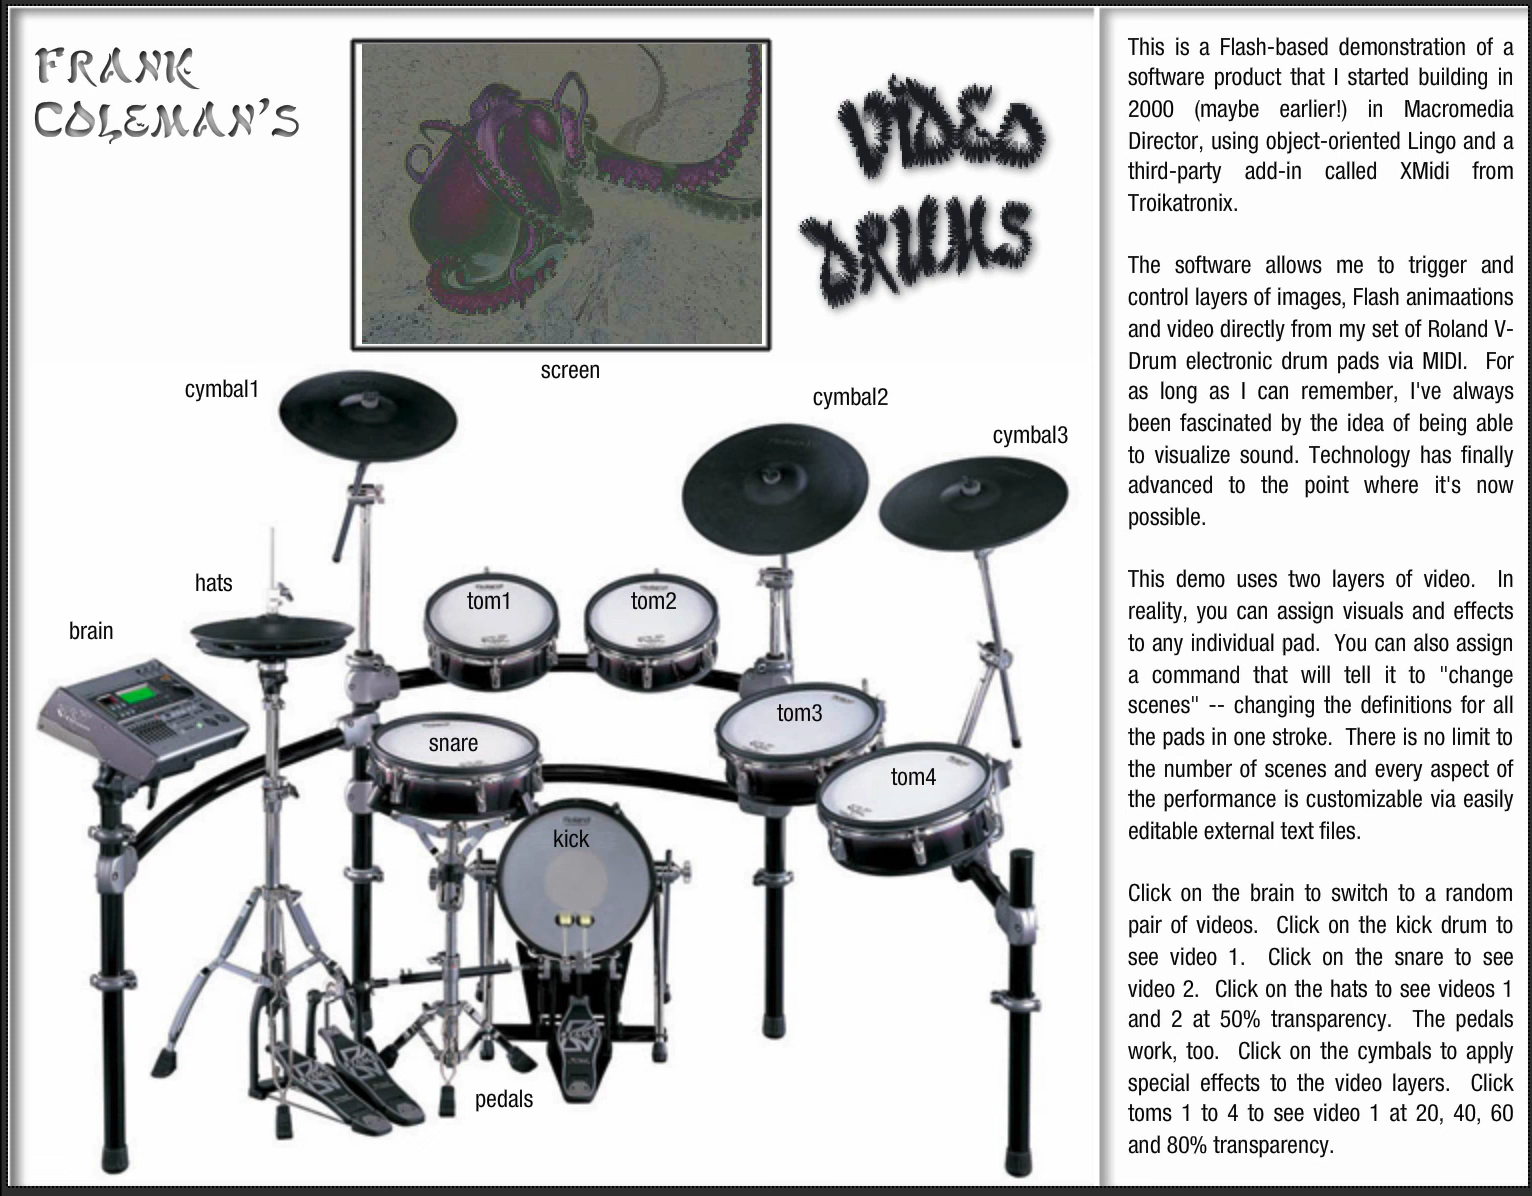 FRANK
COLEMAN'S
VIDEO
DRUMS
screen
cymbal1
cymbal2
cymbal3
hats
brain
tom1
tom2
tom3
snare
tom4
kick
pedals
This is a Flash-based demonstration of a
software product that I started building in
2000 (maybe earlier!) in Macromedia
Director, using object-oriented Lingo and a
third-party add-in called XMidi from
Troikatronix.
The software allows me to trigger and
control layers of images, Flash animaations
and video directly from my set of Roland V-
Drum electronic drum pads via MIDI.  For
as long as I can remember, I've always
been fascinated by the idea of being able
to visualize sound. Technology has finally
advanced to the point where it's now
possible.
This demo uses two layers of video.  In
reality, you can assign visuals and effects
to any individual pad.  You can also assign
a command that will tell it to "change
scenes" -- changing the definitions for all
the pads in one stroke.  There is no limit to
the number of scenes and every aspect of
the performance is customizable via easily
editable external text files.
Click on the brain to switch to a random
pair of videos.  Click on the kick drum to
see video 1.  Click on the snare to see
video 2.  Click on the hats to see videos 1
and 2 at 50% transparency.  The pedals
work, too.  Click on the cymbals to apply
special effects to the video layers.  Click
toms 1 to 4 to see video 1 at 20, 40, 60
and 80% transparency.